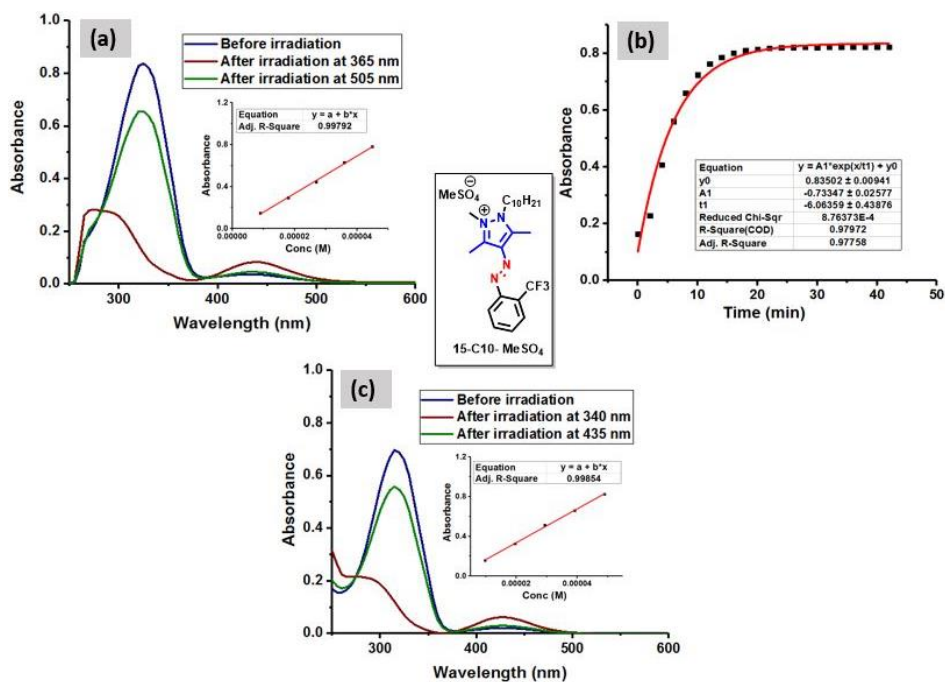 (a)
Before irradiation
After irradiation at 365 nm
After irradiation at 505 nm
Equation y = a + b*x
Adj. R-Square 0.99792
Absorbance
1.2
0.8
0.4
0.0
0.00000 0.00002 0.00004
Conc (M)
Absorbance
1.0
0.8
0.6
0.4
0.2
0.0
300 400 500 600
Wavelength (nm)
MeSO4
⊖
C10H21
⊕
N
N
N
N
CF3
15-C10- MeSO4
(b)
Absorbance
0.8
0.6
0.4
0.2
0.0
0 10 20 30 40 50
Time (min)
Equation y = A1*exp(x/t1) + y0
y0 0.83502 ± 0.00941
A1 -0.73347 ± 0.02577
t1 -6.06359 ± 0.43876
Reduced Chi-Sqr 8.76373E-4
R-Square(COD) 0.97972
Adj. R-Square 0.97758
(c)
Before irradiation
After irradiation at 340 nm
After irradiation at 435 nm
Equation y = a + b*x
Adj. R-Square 0.99854
Absorbance
1.2
0.8
0.4
0.0
0.00002 0.00004
Conc (M)
Absorbance
1.0
0.8
0.6
0.4
0.2
0.0
300 400 500 600
Wavelength (nm)